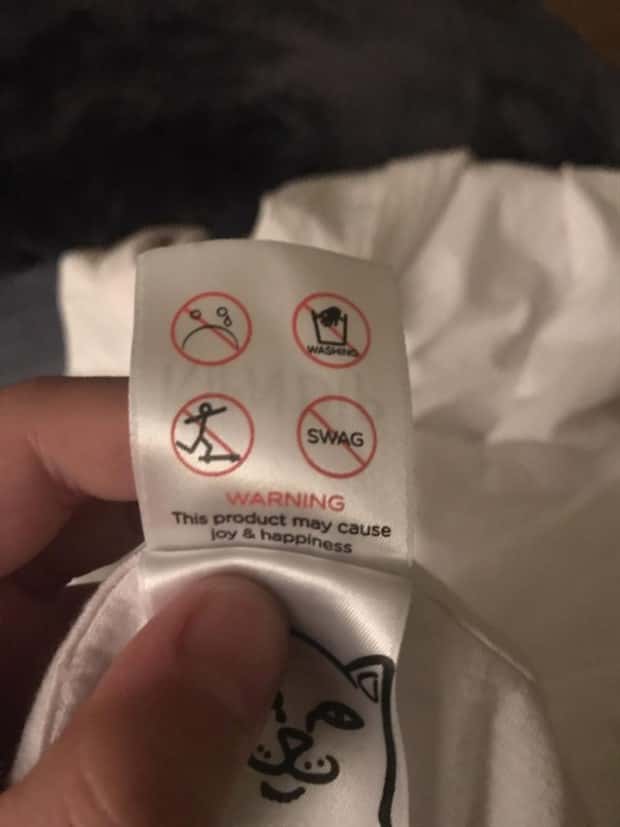 WASHING
SWAG
WARNING
This product may cause
joy & happiness